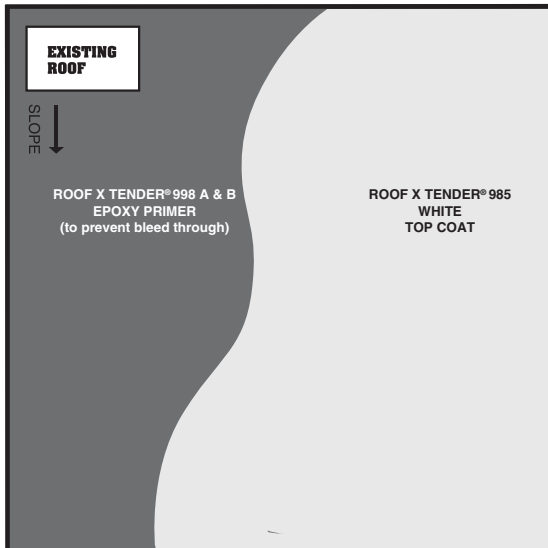 EXISTING
ROOF
SLOPE
ROOF X TENDER® 998 A & B
EPOXY PRIMER
(to prevent bleed through)
ROOF X TENDER® 985
WHITE
TOP COAT